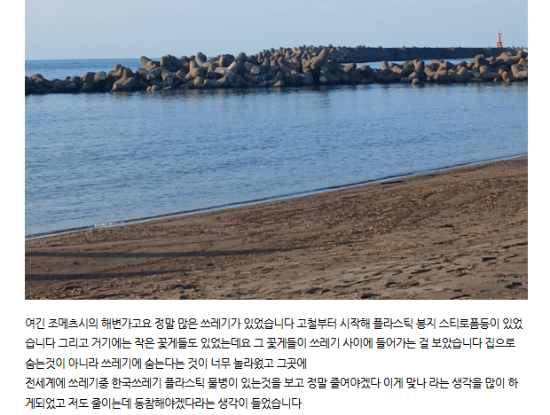 여긴 조메츠시의 해변가고요 정말 많은 쓰레기가 있었습니다 고철부터 시작해 플라스틱 봉지 스티로폼등이 있었
습니다 그리고 거기에는 작은 꽃게들도 있었는데요 그 꽃게들이 쓰레기 사이에 들어가는 걸 보았습니다 집으로
숨는것이 아니라 쓰레기에 숨는다는 것이 너무 놀라웠고 그곳에
전세계에 쓰레기중 한국쓰레기 플라스틱 물병이 있는것을 보고 정말 줄여야겠다 이게 맞나 라는 생각을 많이 하
게되었고 저도 줄이는데 동참해야겠다라는 생각이 들었습니다